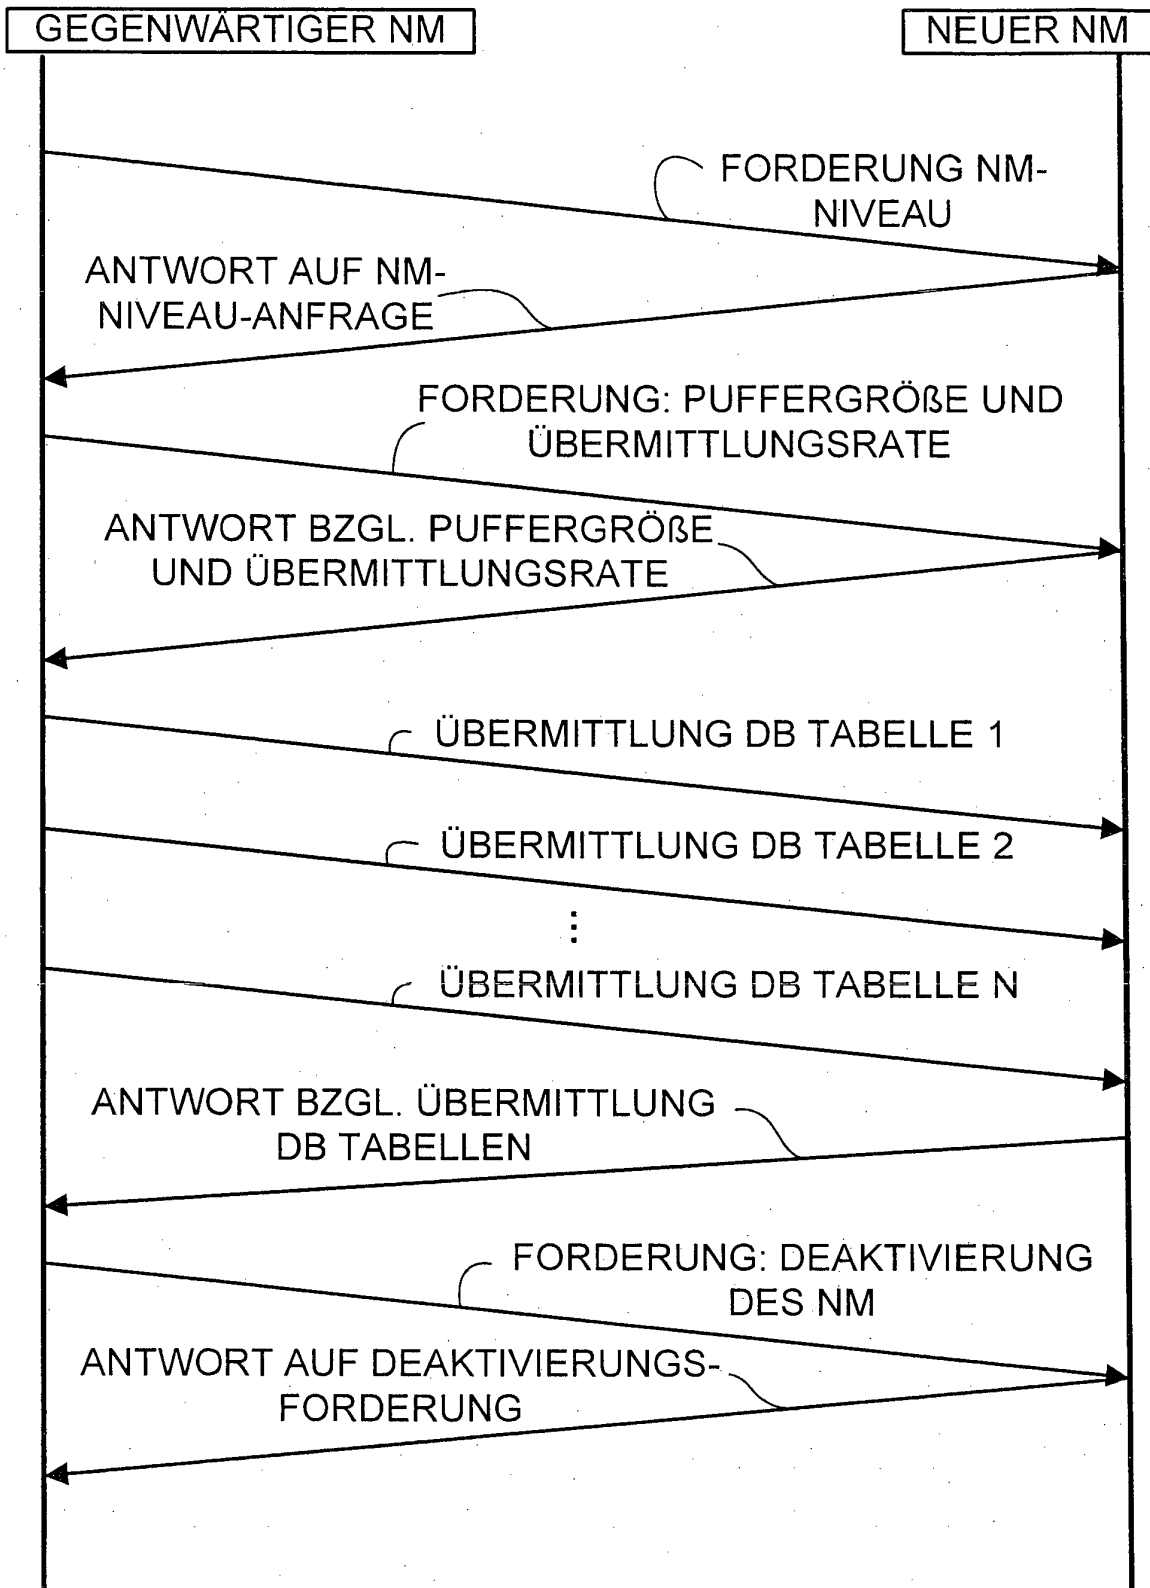 GEGENWÄRTIGER NM
NEUER NM
FORDERUNG NM-
NIVEAU
ANTWORT AUF NM-
NIVEAU-ANFRAGE
FORDERUNG: PUFFERGRÖßE UND
ÜBERMITTLUNGSRATE
ANTWORT BZGL. PUFFERGRÖßE
UND ÜBERMITTLUNGSRATE
ÜBERMITTLUNG DB TABELLE 1
ÜBERMITTLUNG DB TABELLE 2
⋮
ÜBERMITTLUNG DB TABELLE N
ANTWORT BZGL. ÜBERMITTLUNG
DB TABELLEN
FORDERUNG: DEAKTIVIERUNG
DES NM
ANTWORT AUF DEAKTIVIERUNGS-
FORDERUNG